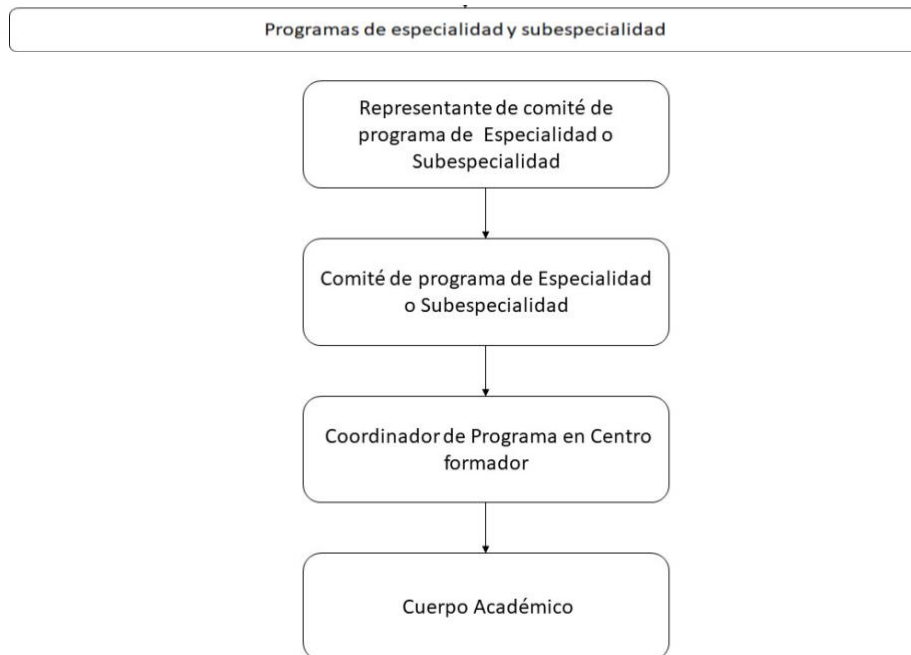 Programas de especialidad y subespecialidad
Representante de comité de
programa de Especialidad o
Subespecialidad
Comité de programa de Especialidad
o Subespecialidad
Coordinador de Programa en Centro
formador
Cuerpo Académico